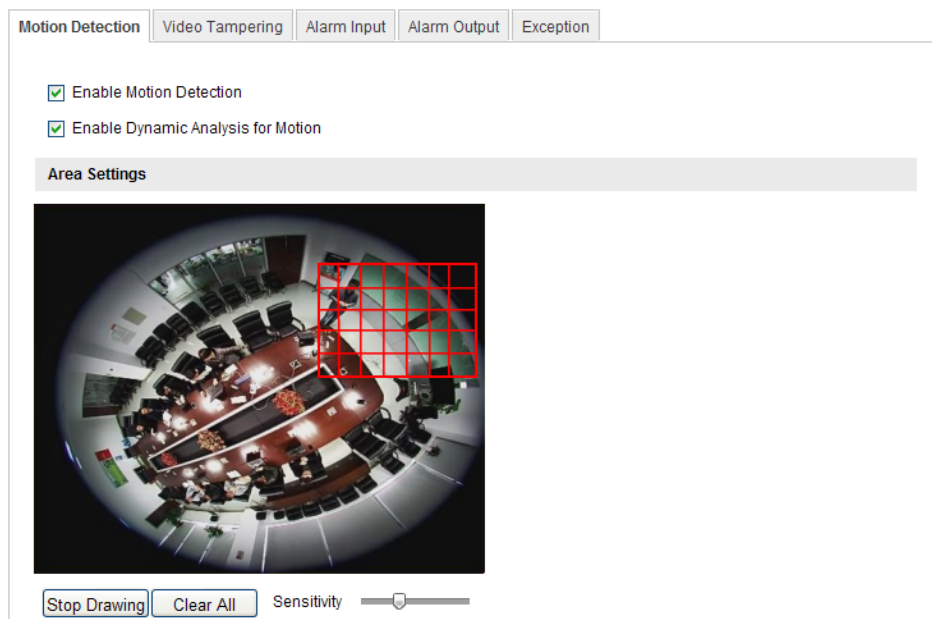 Motion Detection Video Tampering Alarm Input Alarm Output Exception
Enable Motion Detection
Enable Dynamic Analysis for Motion
Area Settings
Stop Drawing Clear All Sensitivity